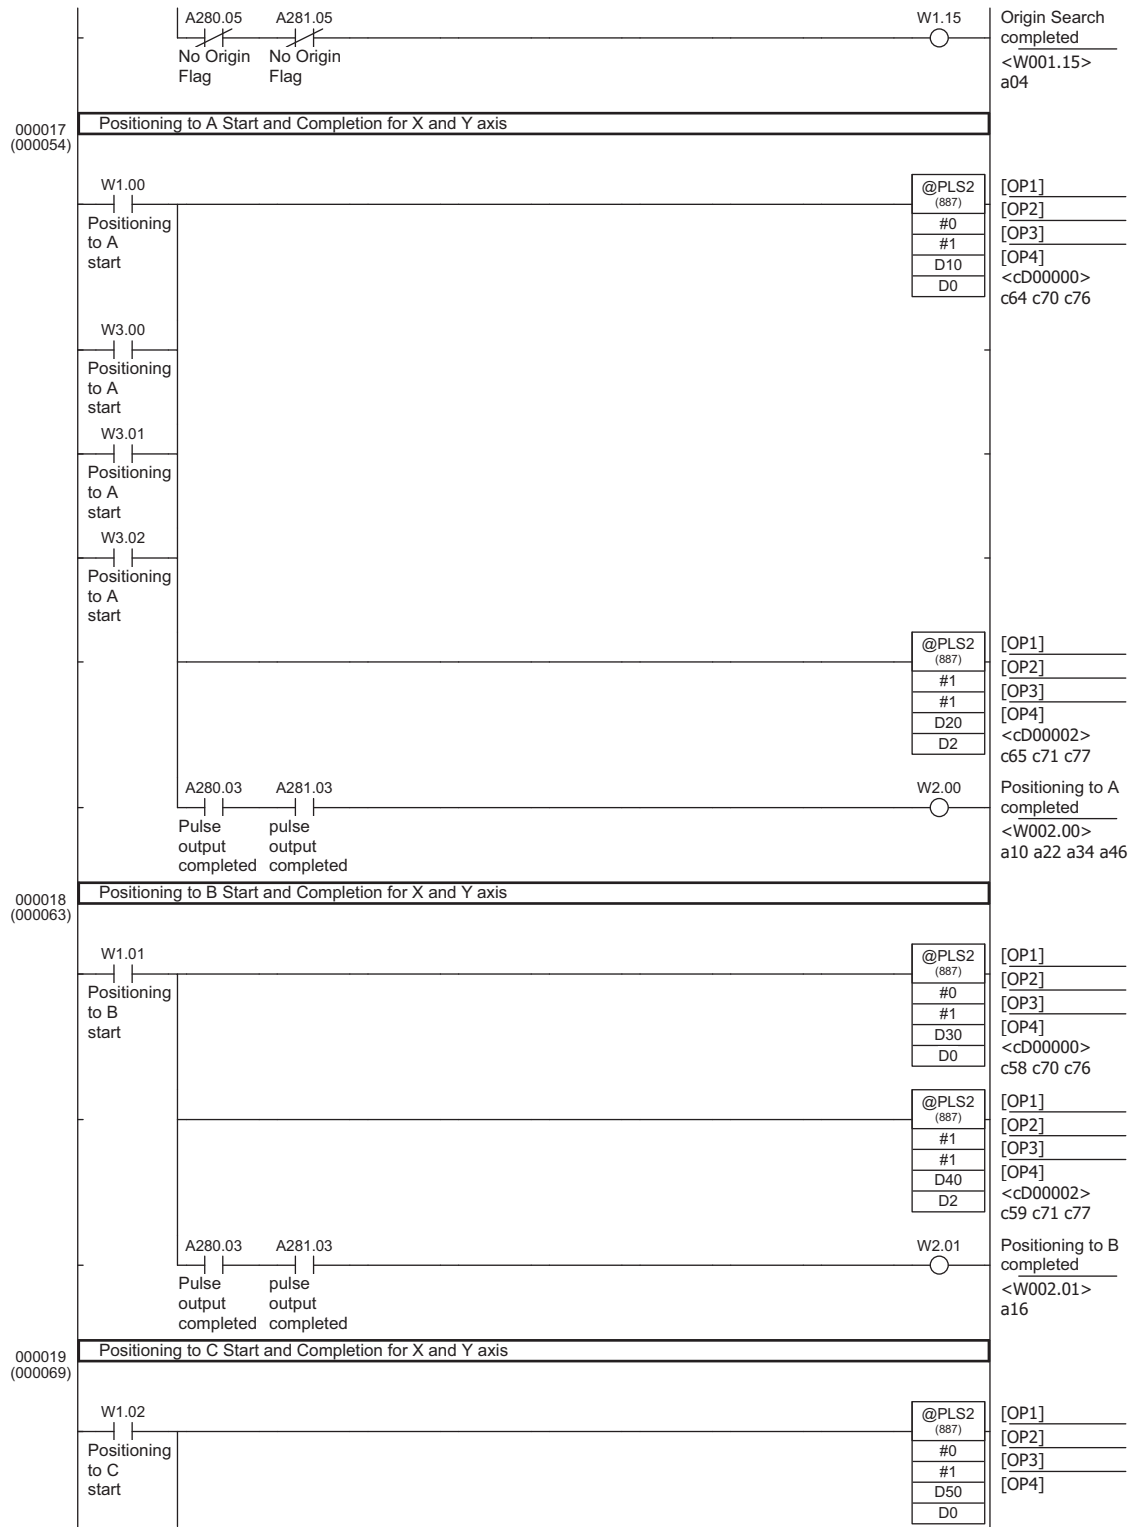 A280.05 A281.05 W1.15 Origin Search
completed
No Origin No Origin <W001.15>
Flag Flag a04
000017 Positioning to A Start and Completion for X and Y axis
(000054)
W1.00 @PLS2 [OP1]
(887) [OP2]
Positioning #0 [OP3]
to A #1 [OP4]
start D10 <cD00000>
D0 c64 c70 c76
W3.00
Positioning
to A
start
W3.01
Positioning
to A
start
W3.02
Positioning
to A
start
@PLS2 [OP1]
(887) [OP2]
#1 [OP3]
#1 [OP4]
D20 <cD00002>
D2 c65 c71 c77
A280.03 A281.03 W2.00 Positioning to A
completed
Pulse pulse <W002.00>
output output a10 a22 a34 a46
completed completed
000018 Positioning to B Start and Completion for X and Y axis
(000063)
W1.01 @PLS2 [OP1]
(887) [OP2]
Positioning #0 [OP3]
to B #1 [OP4]
start D30 <cD00000>
D0 c58 c70 c76
@PLS2 [OP1]
(887) [OP2]
#1 [OP3]
#1 [OP4]
D40 <cD00002>
D2 c59 c71 c77
A280.03 A281.03 W2.01 Positioning to B
completed
Pulse pulse <W002.01>
output output a16
completed completed
000019 Positioning to C Start and Completion for X and Y axis
(000069)
W1.02 @PLS2 [OP1]
(887) [OP2]
Positioning #0 [OP3]
to C #1 [OP4]
start D50
D0